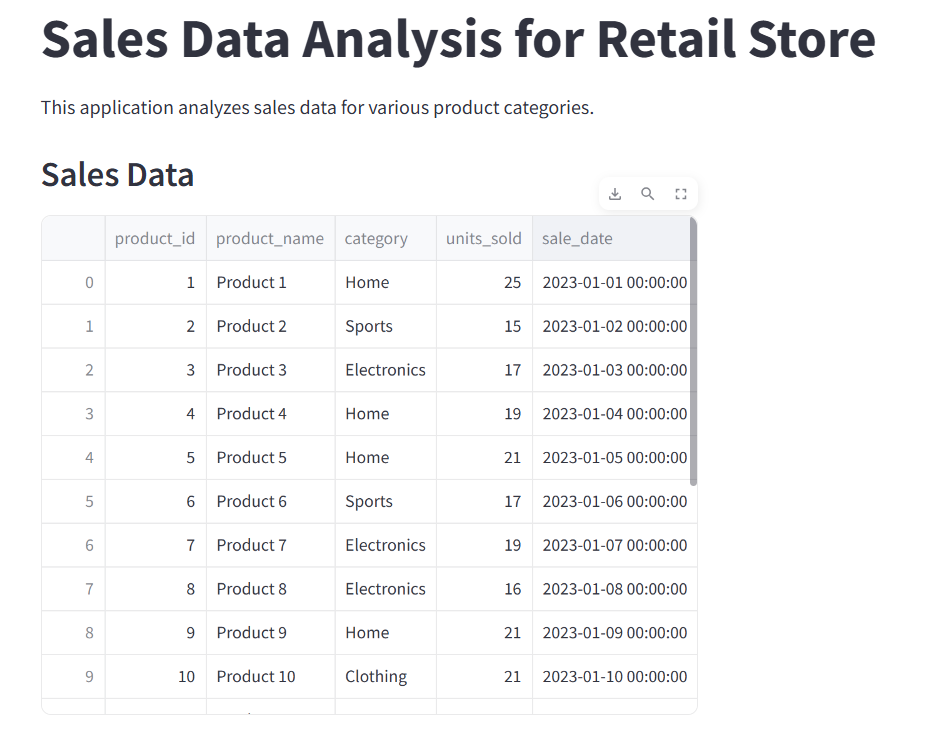 Sales Data Analysis for Retail Store
This application analyzes sales data for various product categories.
Sales Data
product_id product_name category units_sold sale_date
0 1 Product 1 Home 25 2023-01-01 00:00:00
1 2 Product 2 Sports 15 2023-01-02 00:00:00
2 3 Product 3 Electronics 17 2023-01-03 00:00:00
3 4 Product 4 Home 19 2023-01-04 00:00:00
4 5 Product 5 Home 21 2023-01-05 00:00:00
5 6 Product 6 Sports 17 2023-01-06 00:00:00
6 7 Product 7 Electronics 19 2023-01-07 00:00:00
7 8 Product 8 Electronics 16 2023-01-08 00:00:00
8 9 Product 9 Home 21 2023-01-09 00:00:00
9 10 Product 10 Clothing 21 2023-01-10 00:00:00